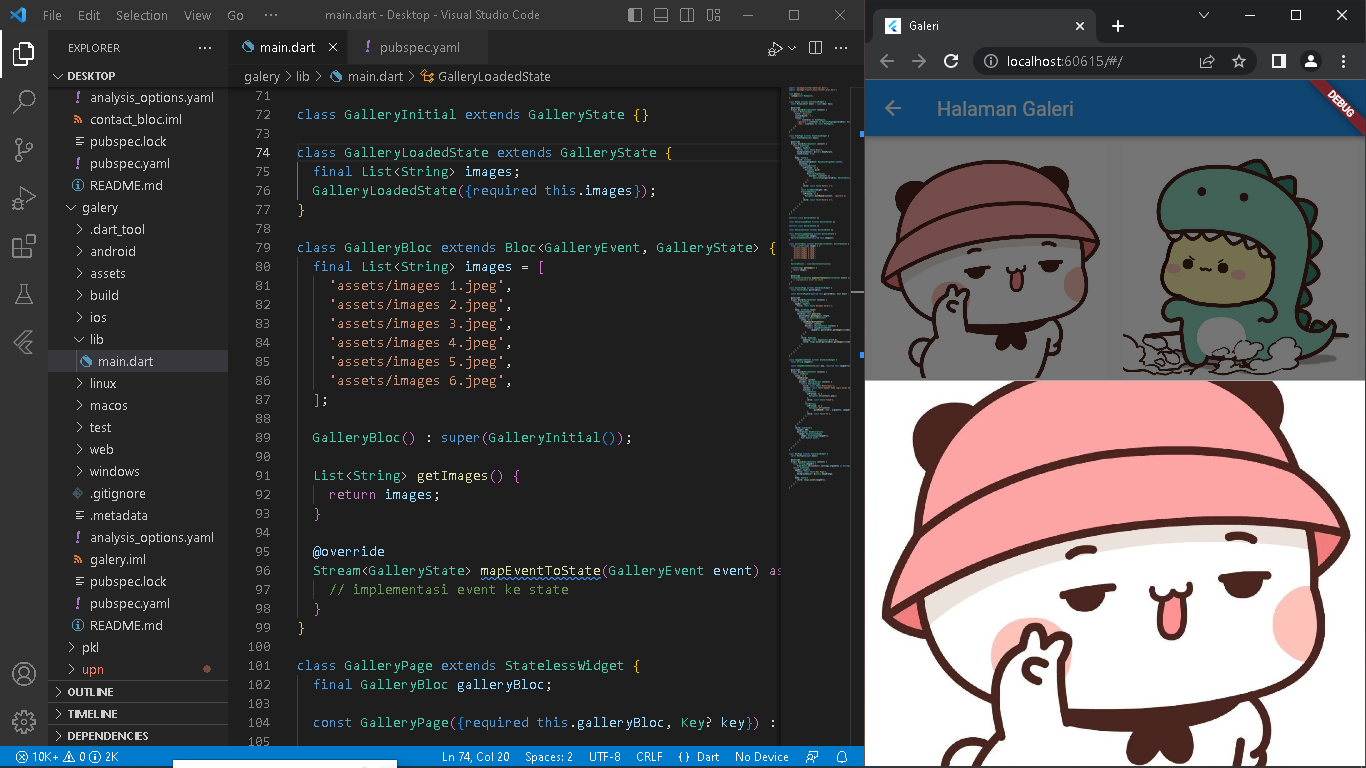 File Edit Selection View Go ··· main.dart - Desktop - Visual Studio Code
EXPLORER ···
DESKTOP
analysis_options.yaml
contact_bloc.iml
pubspec.lock
pubspec.yaml
README.md
galery
.dart_tool
android
assets
build
ios
lib
main.dart
linux
macos
test
web
windows
.gitignore
.metadata
analysis_options.yaml
galery.iml
pubspec.lock
pubspec.yaml
README.md
pkl
upn
OUTLINE
TIMELINE
DEPENDENCIES
main.dart
pubspec.yaml
galery > lib > main.dart > GalleryLoadedState
71
72 class GalleryInitial extends GalleryState {}
73
74 class GalleryLoadedState extends GalleryState {
75 final List<String> images;
76 GalleryLoadedState({required this.images});
77 }
78
79 class GalleryBloc extends Bloc<GalleryEvent, GalleryState> {
80 final List<String> images = [
81 'assets/images 1.jpeg',
82 'assets/images 2.jpeg',
83 'assets/images 3.jpeg',
84 'assets/images 4.jpeg',
85 'assets/images 5.jpeg',
86 'assets/images 6.jpeg',
87 ];
88
89 GalleryBloc() : super(GalleryInitial());
90
91 List<String> getImages() {
92 return images;
93 }
94
95 @override
96 Stream<GalleryState> mapEventToState(GalleryEvent event) as
97 // implementasi event ke state
98 }
99 }
100
101 class GalleryPage extends StatelessWidget {
102 final GalleryBloc galleryBloc;
103
104 const GalleryPage({required this.galleryBloc, Key? key}) :
105
10K+ 0 2K Ln 74, Col 20 Spaces: 2 UTF-8 CRLF {} Dart No Device
Galeri
localhost:60615/#/
Halaman Galeri
DEBUG